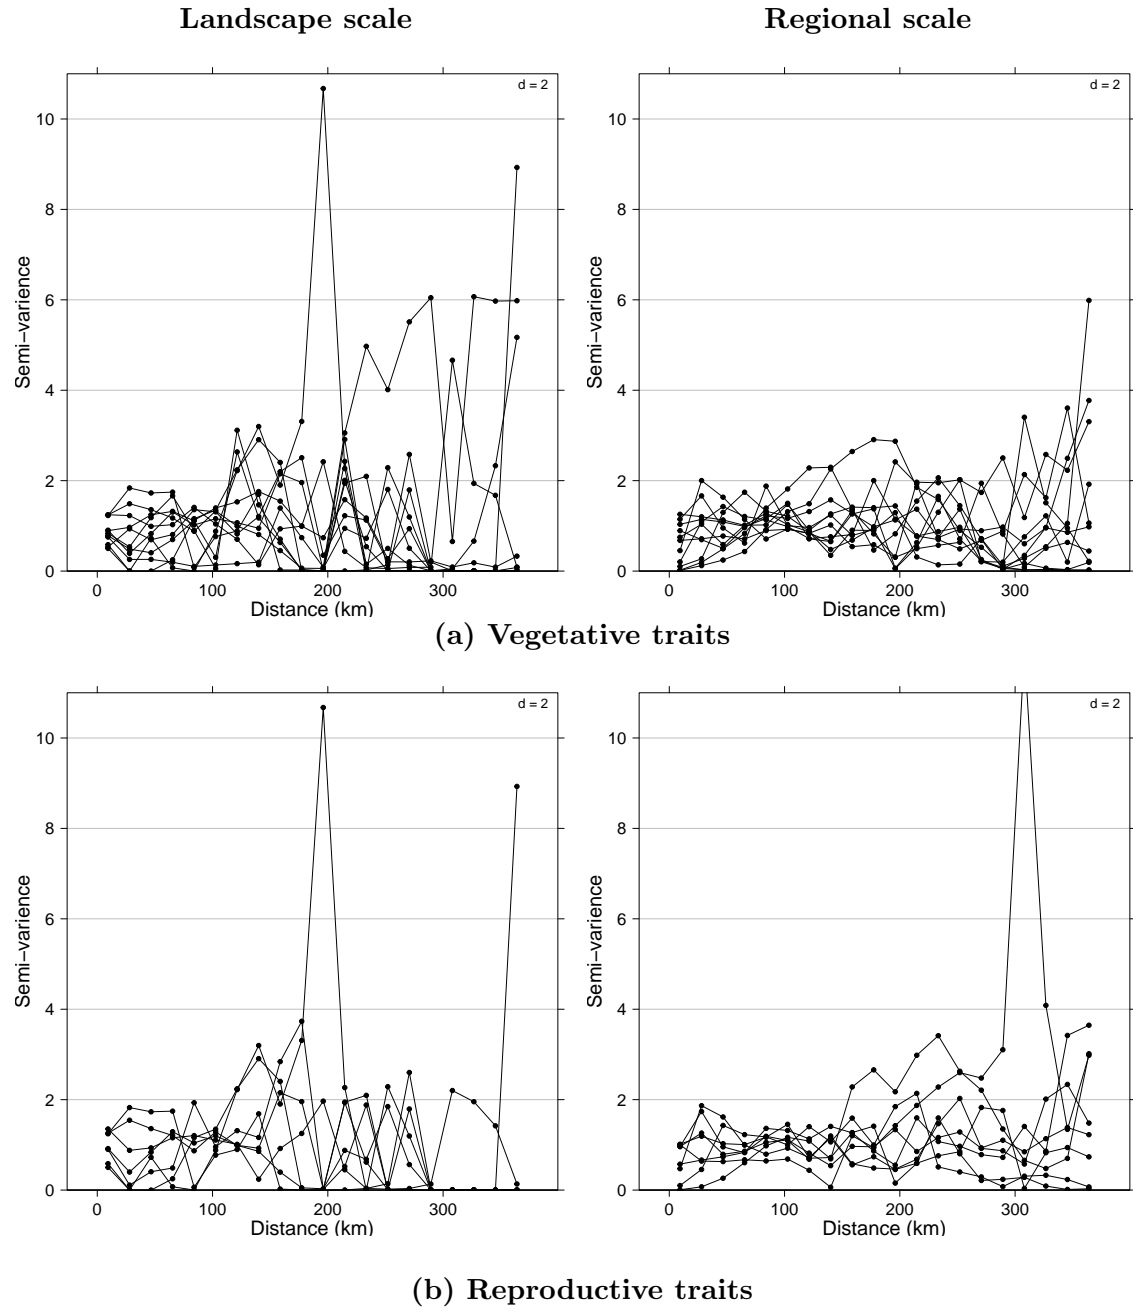 Landscape scale
Regional scale
d = 2
10
8
6
4
2
0
Semi−varience
0 100 200 300
Distance (km)
d = 2
10
8
6
4
2
0
Semi−varience
0 100 200 300
Distance (km)
(a) Vegetative traits
d = 2
10
8
6
4
2
0
Semi−varience
0 100 200 300
Distance (km)
d = 2
10
8
6
4
2
0
Semi−varience
0 100 200 300
Distance (km)
(b) Reproductive traits